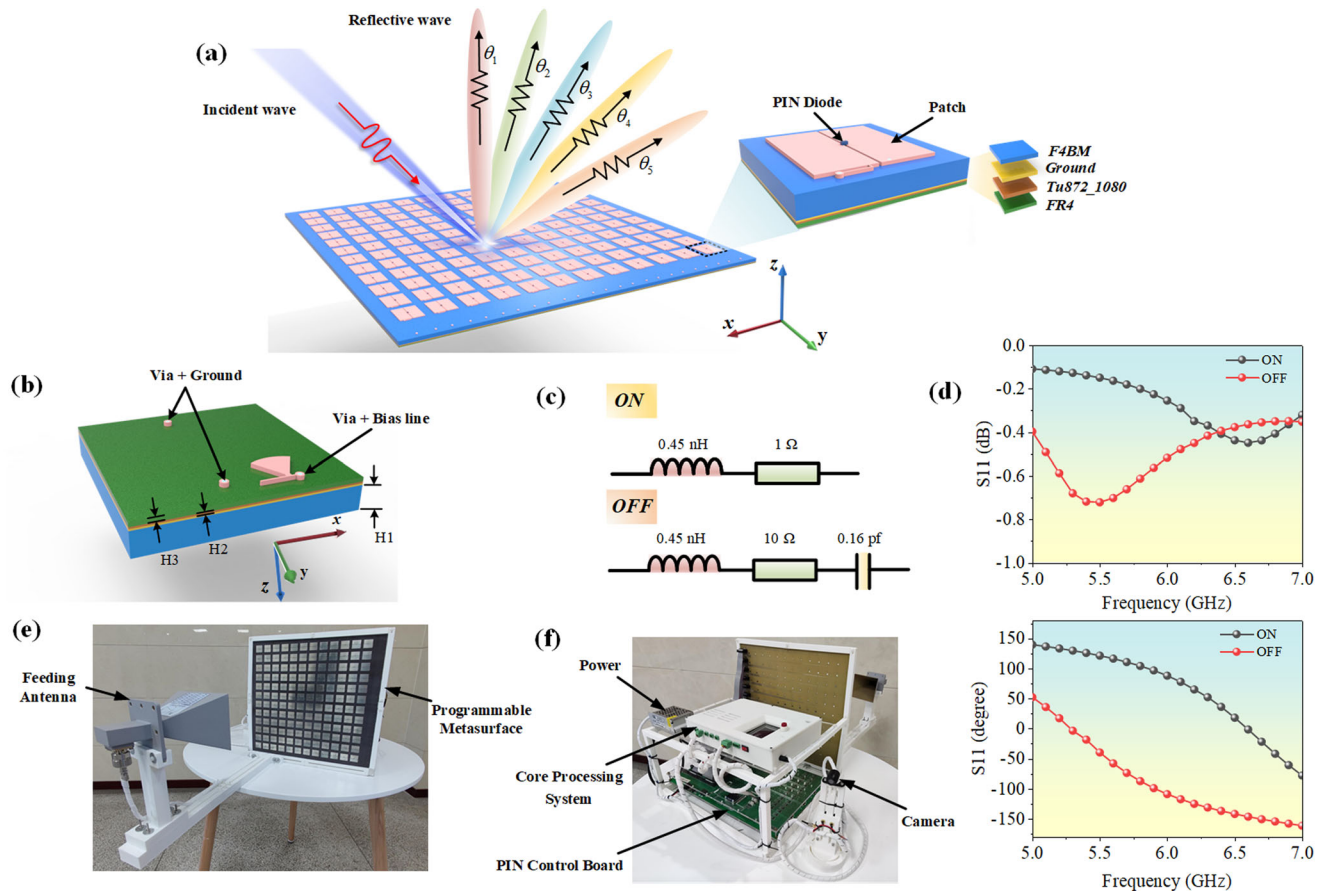 (a)
Reflective wave
Incident wave
θ1
θ2
θ3
θ4
θ5
PIN Diode
Patch
F4BM
Ground
Tu872_1080
FR4
z
x
y
(b)
Via + Ground
Via + Bias line
x
H1
H2
H3
y
z
(c)
ON
0.45 nH
1 Ω
OFF
0.45 nH
10 Ω
0.16 pf
(d)
0.0
-0.2
-0.4
-0.6
-0.8
-1.0
S11 (dB)
ON
OFF
5.0
5.5
6.0
6.5
7.0
Frequency (GHz)
150
100
50
0
-50
-100
-150
S11 (degree)
ON
OFF
5.0
5.5
6.0
6.5
7.0
Frequency (GHz)
(e)
Feeding
Antenna
Programmable
Metasurface
(f)
Power
Core Processing
System
PIN Control Board
Camera